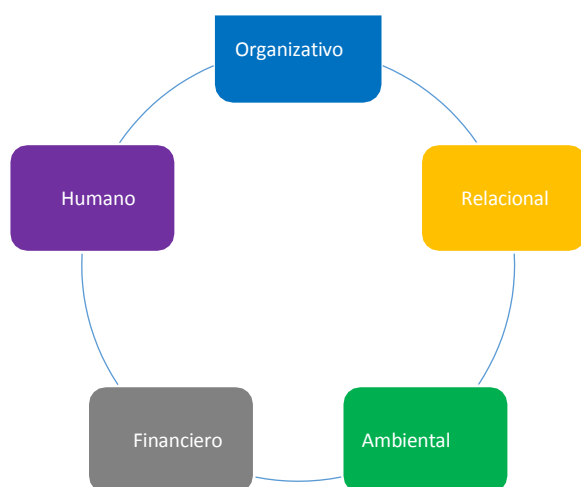 Organizativo
Humano
Relacional
Financiero
Ambiental